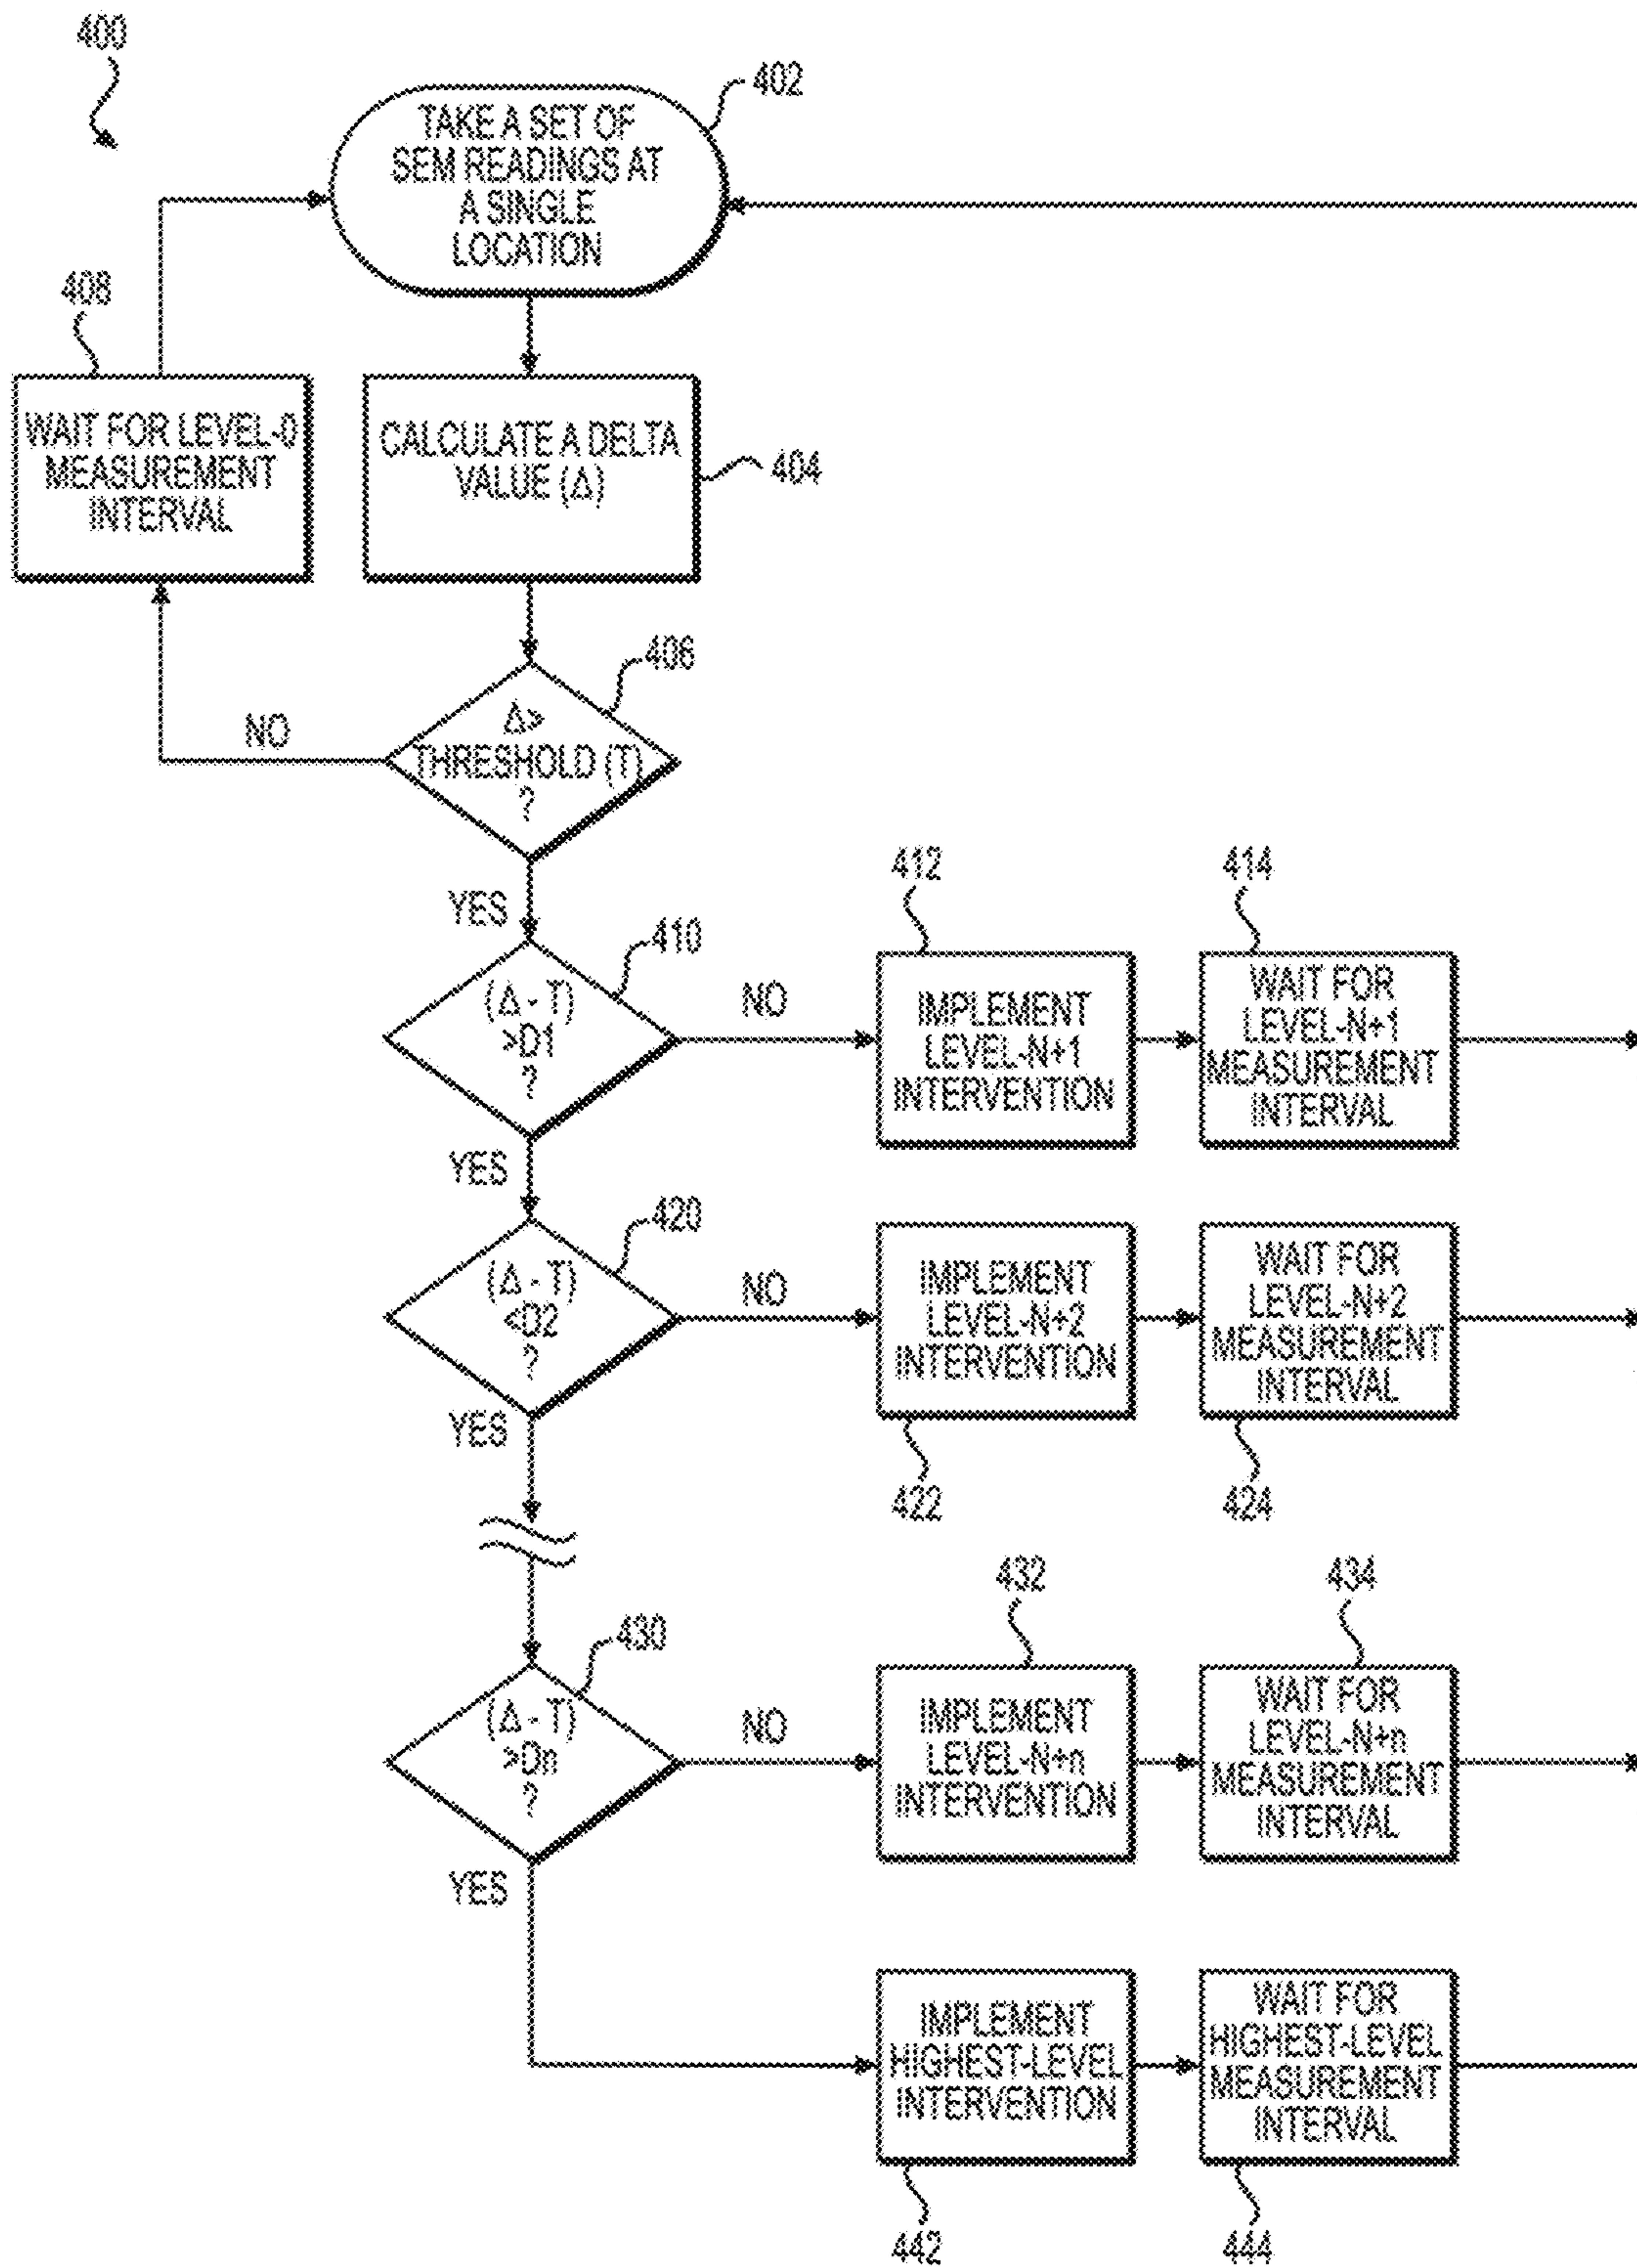 400
402
TAKE A SET OF
SEM READINGS AT
A SINGLE
LOCATION
408
WAIT FOR LEVEL-0
MEASUREMENT
INTERVAL
CALCULATE A DELTA
VALUE (Δ)
404
406
Δ>
THRESHOLD (T)
?
NO
YES
410
(Δ - T)
>D1
?
NO
412
IMPLEMENT
LEVEL-N+1
INTERVENTION
414
WAIT FOR
LEVEL-N+1
MEASUREMENT
INTERVAL
YES
420
(Δ - T)
<D2
?
NO
IMPLEMENT
LEVEL-N+2
INTERVENTION
422
WAIT FOR
LEVEL-N+2
MEASUREMENT
INTERVAL
424
YES
430
(Δ - T)
>Dn
?
NO
432
IMPLEMENT
LEVEL-N+n
INTERVENTION
434
WAIT FOR
LEVEL-N+n
MEASUREMENT
INTERVAL
YES
IMPLEMENT
HIGHEST-LEVEL
INTERVENTION
442
WAIT FOR
HIGHEST-LEVEL
MEASUREMENT
INTERVAL
444